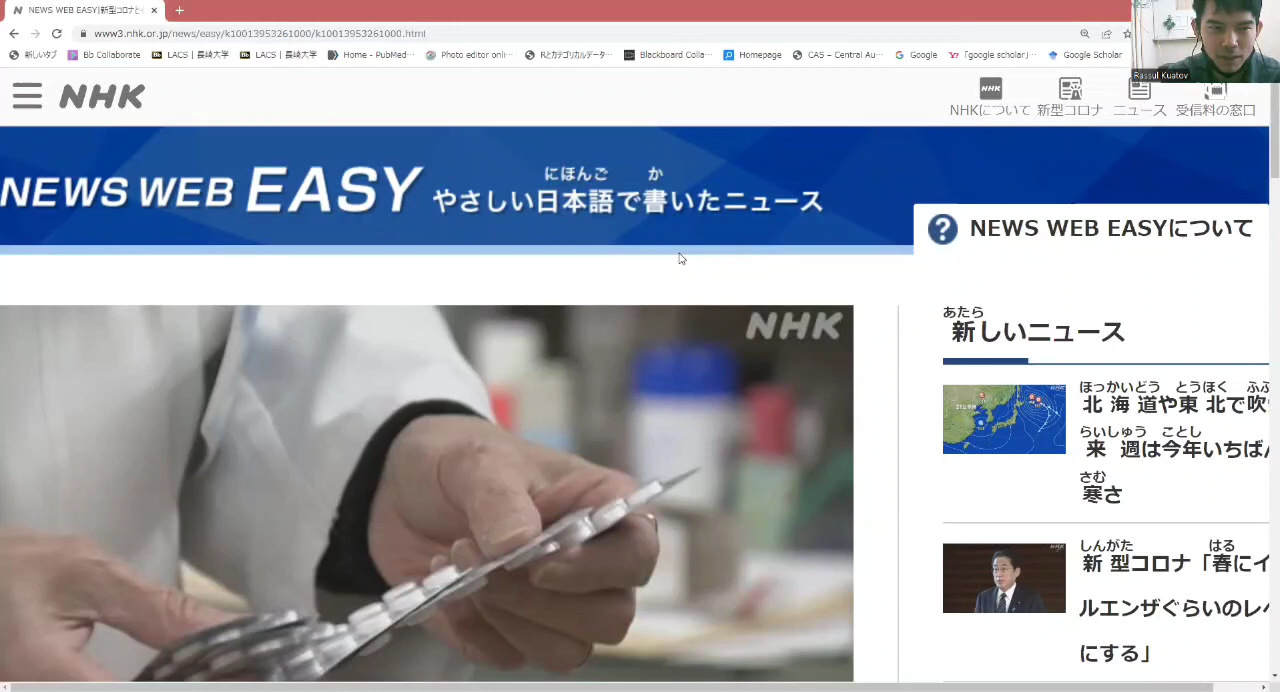 NEWS WEB EASY|新型コロナと
www3.nhk.or.jp/news/easy/k10013953261000/k10013953261000.html
新しいタブ Bb Collaborate LACS | 長崎大学 LACS | 長崎大学 Home - PubMed… Photo editor onli… Rとカテゴリカルデータ… Blackboard Colla… Homepage CAS – Central Au… Google 「google scholar」… Google Scholar
Rassul Kuatov
NHK
NHKについて 新型コロナ ニュース 受信料の窓口
にほんご か
NEWS WEB EASY やさしい日本語で書いたニュース
NEWS WEB EASYについて
NHK
あたら
新しいニュース
ほっかいどう とうほく ふぶ
北海道や東北で吹
らいしゅう ことし
来週は今年いちばん
さむ
寒さ
しんがた はる
新型コロナ「春にイ
ルエンザぐらいのレベ
にする」